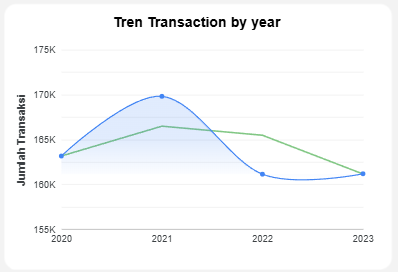 Tren Transaction by year
Jumlah Transaksi
175K
170K
165K
160K
155K
2020 2021 2022 2023